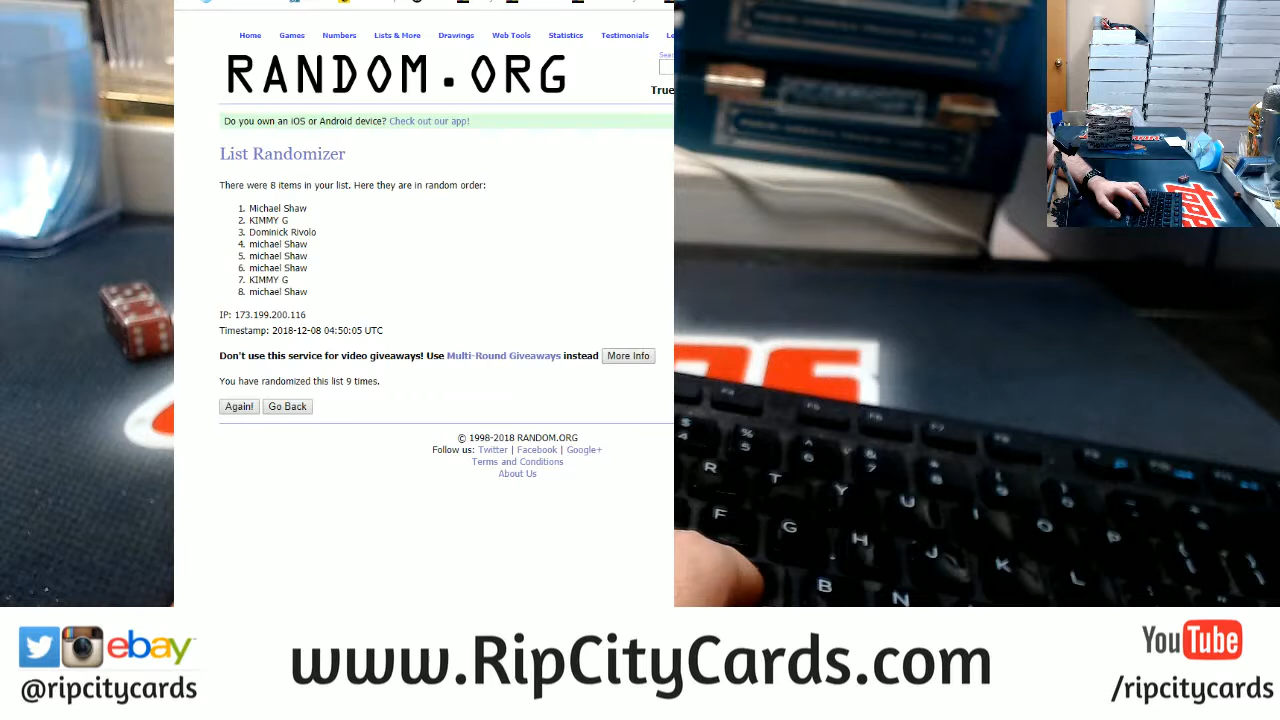 Home Games Numbers Lists & More Drawings Web Tools Statistics Testimonials
RANDOM.ORG
True
Do you own an iOS or Android device? Check out our app!
List Randomizer
There were 8 items in your list. Here they are in random order:
1. Michael Shaw
2. KIMMY G
3. Dominick Rivolo
4. michael Shaw
5. michael Shaw
6. michael Shaw
7. KIMMY G
8. michael Shaw
IP: 173.199.200.116
Timestamp: 2018-12-08 04:50:05 UTC
Don't use this service for video giveaways! Use Multi-Round Giveaways instead More Info
You have randomized this list 9 times.
Again! Go Back
© 1998-2018 RANDOM.ORG
Follow us: Twitter | Facebook | Google+
Terms and Conditions
About Us
$ % ^ &
4 5 6 7 8
R T Y U I O P
F G H J K L
B N
ebay
@ripcitycards
www.RipCityCards.com
YouTube
/ripcitycards